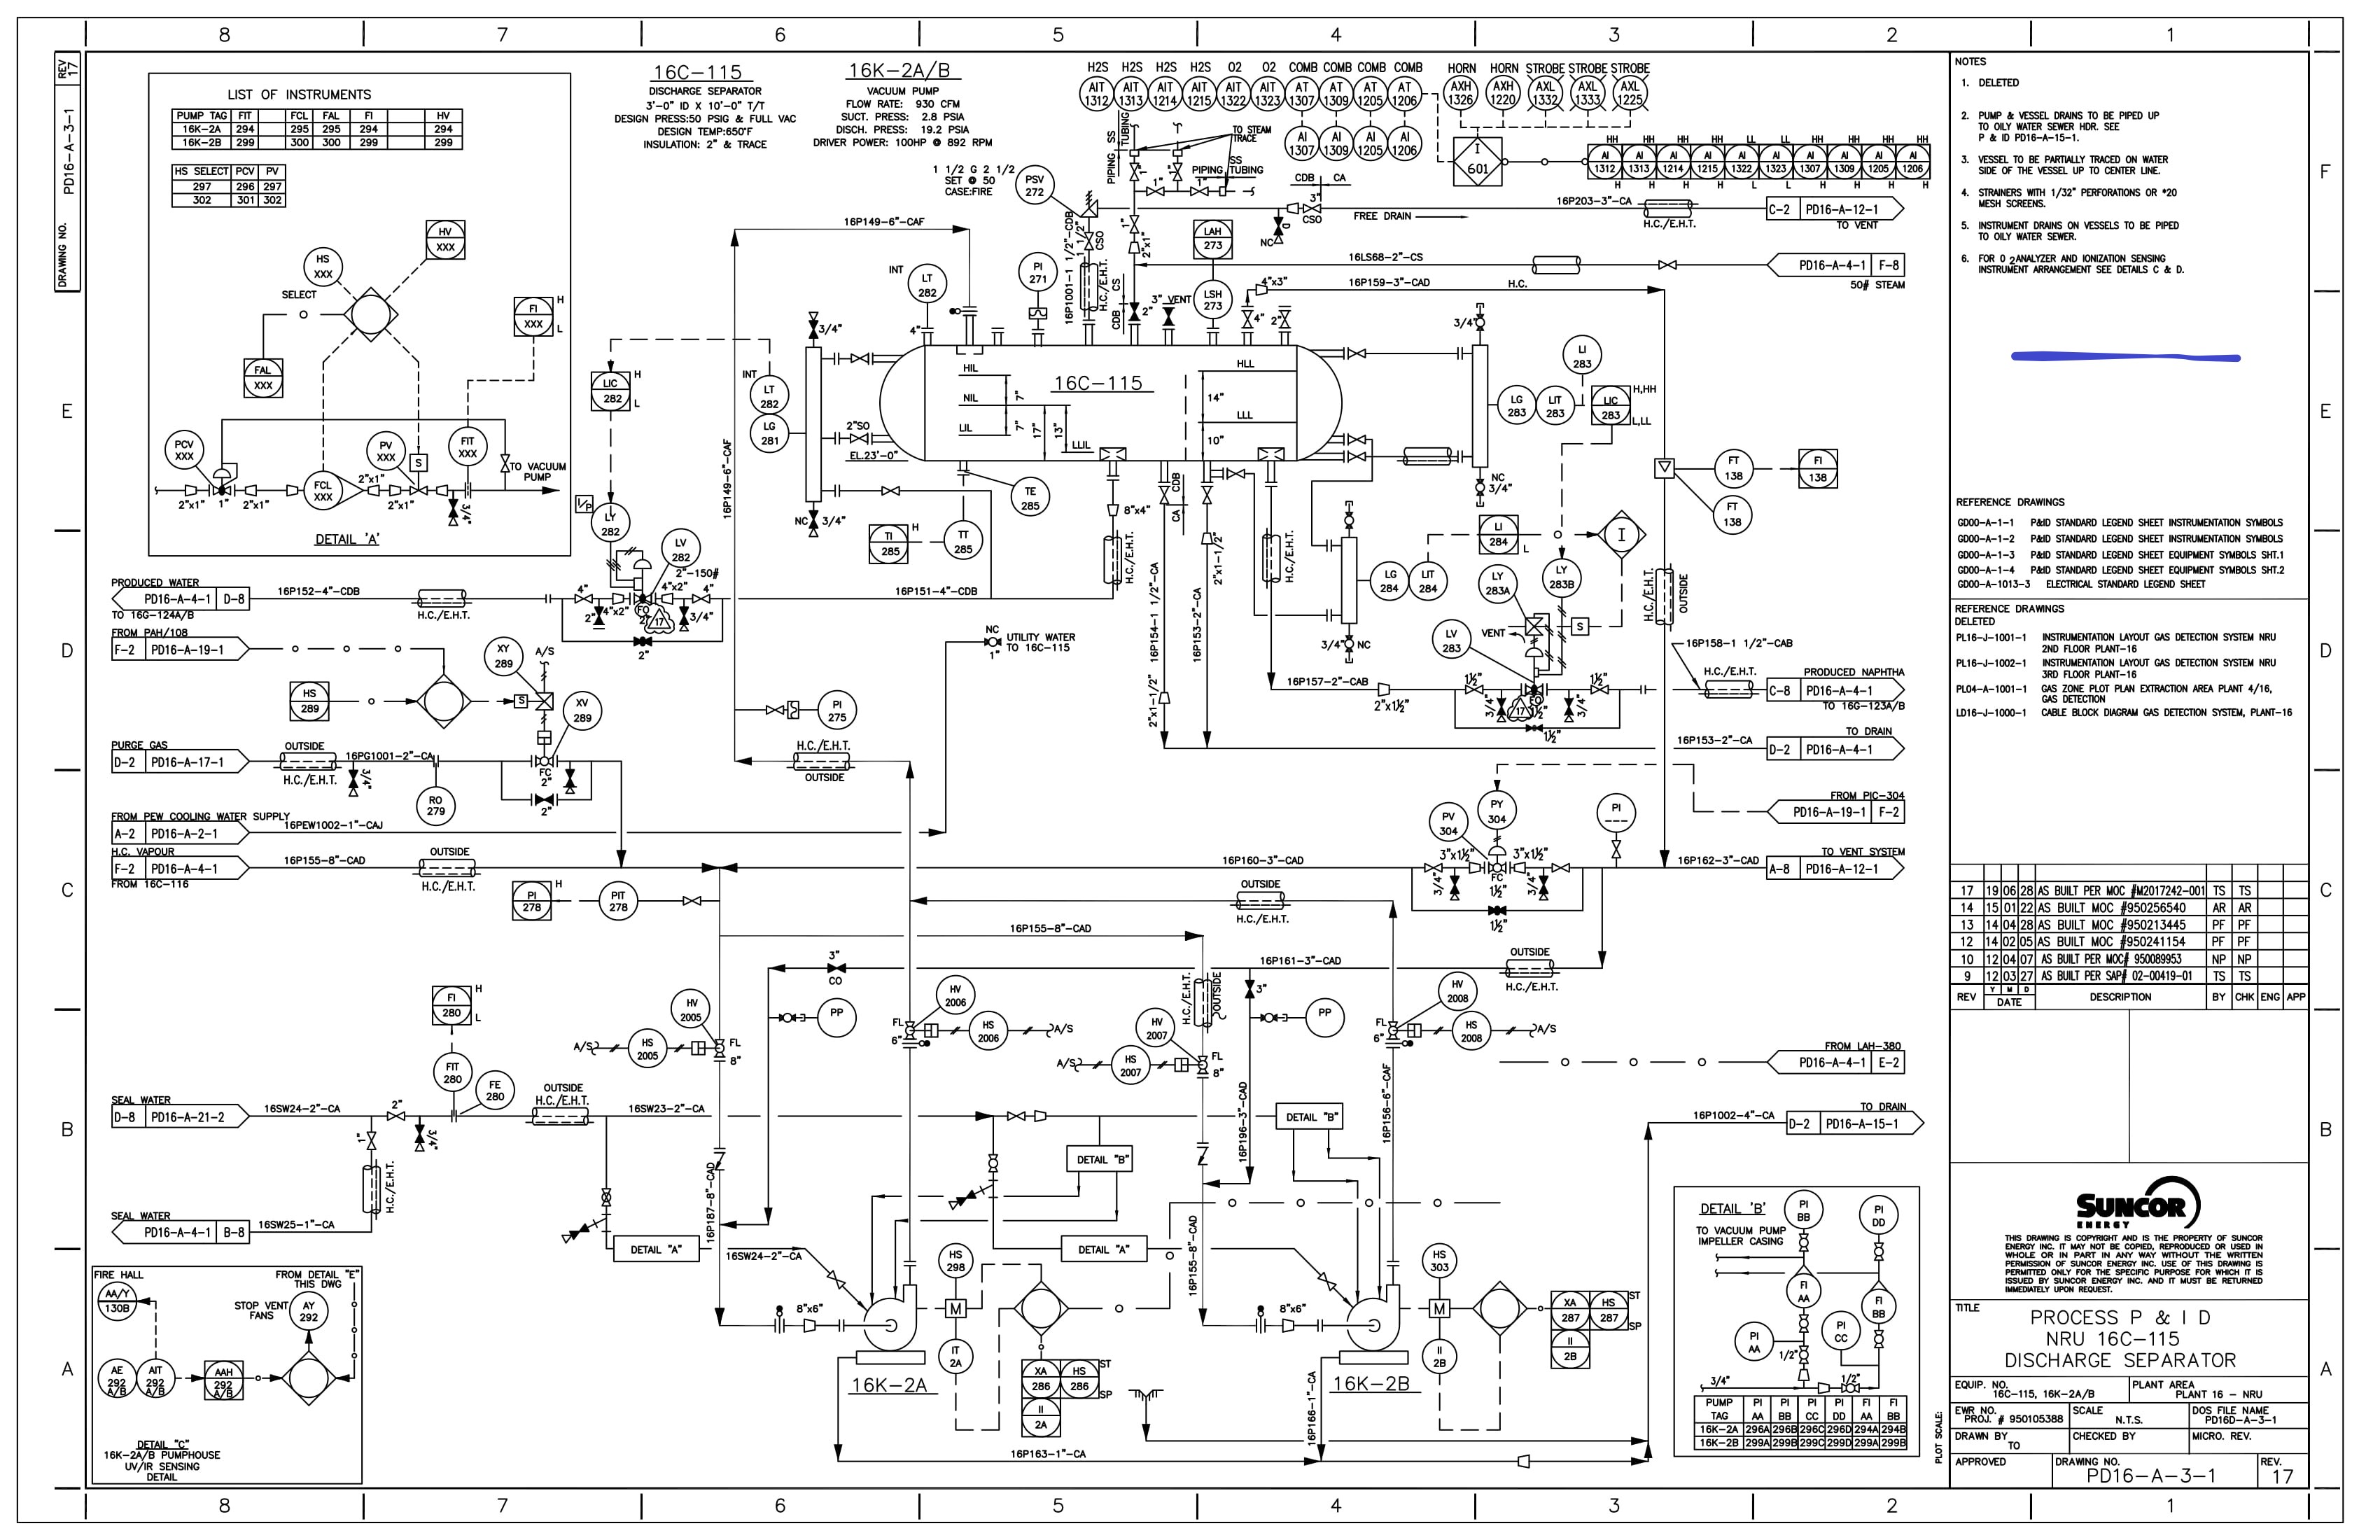 8 7 6 5 4 3 2 1
REV 17
DRAWING NO. PD16-A-3-1
F
E
D
C
B
A
LIST OF INSTRUMENTS
PUMP TAG FIT FCL FAL FI HV
16K-2A 294 295 295 294 294
16K-2B 299 300 300 299 299
HS SELECT PCV PV
297 296 297
302 301 302
HV XXX
HS XXX
SELECT
FI XXX H L
FAL XXX
PCV XXX
PV XXX
FIT XXX
S
FCL XXX
TO VACUUM PUMP
2"x1" 1" 2"x1" 2"x1" 2"x1" 3/4"
DETAIL 'A'
16C-115
DISCHARGE SEPARATOR
3'-0" ID X 10'-0" T/T
DESIGN PRESS:50 PSIG & FULL VAC
DESIGN TEMP:650°F
INSULATION: 2" & TRACE
16K-2A/B
VACUUM PUMP
FLOW RATE: 930 CFM
SUCT. PRESS: 2.8 PSIA
DISCH. PRESS: 19.2 PSIA
DRIVER POWER: 100HP @ 892 RPM
H2S H2S H2S H2S O2 O2 COMB COMB COMB COMB HORN HORN STROBE STROBE STROBE
AIT 1312 AIT 1313 AIT 1214 AIT 1215 AIT 1322 AIT 1323 AT 1307 AT 1309 AT 1205 AT 1206 AXH 1326 AXH 1220 AXL 1332 AXL 1333 AXL 1225
AI 1307 AI 1309 AI 1205 AI 1206
I 601
HH HH HH HH LL LL HH HH HH HH
AI 1312 AI 1313 AI 1214 AI 1215 AI 1322 AI 1323 AI 1307 AI 1309 AI 1205 AI 1206
H H H H L L H H H H
TO STEAM TRACE
PIPING SS TUBING
PIPING SS TUBING
1 1/2 G 2 1/2
SET @ 50
CASE:FIRE
PSV 272
CDB CA
3" CSO
FREE DRAIN
NC D
16P203-3"-CA
H.C./E.H.T.
C-2 PD16-A-12-1
TO VENT
16P149-6"-CAF
16P1001-1 1/2"-CDB
1 1/2" CSO
H.C./E.H.T.
1" 1" 1" 1"
2"x1"
LAH 273
LSH 273
16LS68-2"-CS
PD16-A-4-1 F-8
50# STEAM
4"x3" 16P159-3"-CAD H.C.
INT
LT 282
PI 271
CDB CS
2" 3" VENT 4" 2"
4"
3/4"
3/4"
16C-115
HIL
NIL
LIL
7" 7" 17" 13"
LLIL
HLL
LLL
14"
10"
EL.23'-0"
2"SO
INT
LT 282
LG 281
LIC 282 H L
LI 283
LG 283
LIT 283
LIC 283 H,HH L,LL
NC 3/4"
NC 3/4"
FT 138
FI 138
FT 138
TE 285
TT 285
TI 285 H
8"x4"
CDB CA
H.C./E.H.T.
2"x1-1/2"
16P149-6"-CAF
I/P
LY 282
LV 282
2"-150#
4" 4"x2" 4"x2" 4"
2" FO 2" 17 3/4"
2"
16P151-4"-CDB
PRODUCED WATER
PD16-A-4-1 D-8
TO 16G-124A/B
16P152-4"-CDB
H.C./E.H.T.
FROM PAH/108
F-2 PD16-A-19-1
XY 289
A/S
HS 289
S
XV 289
NC 1"
UTILITY WATER TO 16C-115
16P154-1 1/2"-CA
16P153-2"-CA
H.C./E.H.T.
LG 284
LIT 284
LI 284 L
I
LY 283A
LY 283B
VENT
S
LV 283
3/4" NC
16P157-2"-CAB
2"x1½"
1½" 1½"
3/4" 17 FO 1½" 3/4"
1½"
H.C./E.H.T. OUTSIDE
16P158-1 1/2"-CAB
H.C./E.H.T.
PRODUCED NAPHTHA
C-8 PD16-A-4-1
TO 16G-123A/B
PI 275
2"x1-1/2"
TO DRAIN
16P153-2"-CA
D-2 PD16-A-4-1
PURGE GAS
D-2 PD16-A-17-1
OUTSIDE
H.C./E.H.T.
16PG1001-2"-CA
3/4"
RO 279
FC 2"
2"
H.C./E.H.T.
OUTSIDE
FROM PIC-304
PD16-A-19-1 F-2
FROM PEW COOLING WATER SUPPLY
A-2 PD16-A-2-1
16PEW1002-1"-CAJ
PV 304
PY 304
PI ---
H.C. VAPOUR
F-2 PD16-A-4-1
FROM 16C-116
16P155-8"-CAD
OUTSIDE
H.C./E.H.T.
16P160-3"-CAD
3"x1½" 3"x1½"
FC 1½"
3/4" 3/4"
1½"
16P162-3"-CAD
TO VENT SYSTEM
A-8 PD16-A-12-1
PI 278 H
PIT 278
OUTSIDE
H.C./E.H.T.
16P155-8"-CAD
3"
CO
16P161-3"-CAD
OUTSIDE
H.C./E.H.T.
H.C./E.H.T. OUTSIDE
3"
FI 280 H L
HV 2005
HV 2006
HV 2007
HV 2008
PP
PP
A/S HS 2005 FL 8"
FL 6" HS 2006 A/S
A/S HS 2007 FL 8"
FL 6" HS 2008 A/S
FROM LAH-380
PD16-A-4-1 E-2
FIT 280
FE 280
SEAL WATER
D-8 PD16-A-21-2
16SW24-2"-CA
2"
3/4"
1"
OUTSIDE
H.C./E.H.T.
16SW23-2"-CA
DETAIL "B"
DETAIL "B"
16P196-3"-CAD
16P156-6"-CAF
TO DRAIN
16P1002-4"-CA
D-2 PD16-A-15-1
H.C./E.H.T.
SEAL WATER
PD16-A-4-1 B-8
16SW25-1"-CA
16P187-8"-CAD
16P155-8"-CAD
DETAIL "A"
16SW24-2"-CA
DETAIL "A"
HS 298
HS 303
8"x6"
M
8"x6"
M
IT 2A
II 2B
XA 286 HS 286 ST SP
II 2A
XA 287 HS 287 ST SP
II 2B
16K-2A
16K-2B
16P166-1"-CA
16P163-1"-CA
FIRE HALL
AA/Y 130B
FROM DETAIL "E" THIS DWG
STOP VENT FANS
AY 292
AE 292 A/B
AIT 292 A/B
AAH 292 A/B
DETAIL "C"
16K-2A/B PUMPHOUSE
UV/IR SENSING
DETAIL
DETAIL 'B'
TO VACUUM PUMP
IMPELLER CASING
PI BB
PI DD
FI AA
FI BB
PI AA
PI CC
1/2"
3/4"
1/2"
PUMP TAG PI AA PI BB PI CC PI DD FI AA FI BB
16K-2A 296A 296B 296C 296D 294A 294B
16K-2B 299A 299B 299C 299D 299A 299B
PLOT SCALE:
NOTES
1. DELETED
2. PUMP & VESSEL DRAINS TO BE PIPED UP
TO OILY WATER SEWER HDR. SEE
P & ID PD16-A-15-1.
3. VESSEL TO BE PARTIALLY TRACED ON WATER
SIDE OF THE VESSEL UP TO CENTER LINE.
4. STRAINERS WITH 1/32" PERFORATIONS OR *20
MESH SCREENS.
5. INSTRUMENT DRAINS ON VESSELS TO BE PIPED
TO OILY WATER SEWER.
6. FOR O 2ANALYZER AND IONIZATION SENSING
INSTRUMENT ARRANGEMENT SEE DETAILS C & D.
REFERENCE DRAWINGS
GD00-A-1-1 P&ID STANDARD LEGEND SHEET INSTRUMENTATION SYMBOLS
GD00-A-1-2 P&ID STANDARD LEGEND SHEET INSTRUMENTATION SYMBOLS
GD00-A-1-3 P&ID STANDARD LEGEND SHEET EQUIPMENT SYMBOLS SHT.1
GD00-A-1-4 P&ID STANDARD LEGEND SHEET EQUIPMENT SYMBOLS SHT.2
GD00-A-1013-3 ELECTRICAL STANDARD LEGEND SHEET
REFERENCE DRAWINGS
DELETED
PL16-J-1001-1 INSTRUMENTATION LAYOUT GAS DETECTION SYSTEM NRU
2ND FLOOR PLANT-16
PL16-J-1002-1 INSTRUMENTATION LAYOUT GAS DETECTION SYSTEM NRU
3RD FLOOR PLANT-16
PL04-A-1001-1 GAS ZONE PLOT PLAN EXTRACTION AREA PLANT 4/16,
GAS DETECTION
LD16-J-1000-1 CABLE BLOCK DIAGRAM GAS DETECTION SYSTEM, PLANT-16
17 19 06 28 AS BUILT PER MOC #M2017242-001 TS TS
14 15 01 22 AS BUILT MOC #950256540 AR AR
13 14 04 28 AS BUILT MOC #950213445 PF PF
12 14 02 05 AS BUILT MOC #950241154 PF PF
10 12 04 07 AS BUILT PER MOC# 950089953 NP NP
9 12 03 27 AS BUILT PER SAP# 02-00419-01 TS TS
REV Y M D DATE DESCRIPTION BY CHK ENG APP
SUNCOR
ENERGY
THIS DRAWING IS COPYRIGHT AND IS THE PROPERTY OF SUNCOR
ENERGY INC. IT MAY NOT BE COPIED, REPRODUCED OR USED IN
WHOLE OR IN PART IN ANY WAY WITHOUT THE WRITTEN
PERMISSION OF SUNCOR ENERGY INC. USE OF THIS DRAWING IS
PERMITTED ONLY FOR THE SPECIFIC PURPOSE FOR WHICH IT IS
ISSUED BY SUNCOR ENERGY INC. AND IT MUST BE RETURNED
IMMEDIATELY UPON REQUEST.
TITLE
PROCESS P & I D
NRU 16C-115
DISCHARGE SEPARATOR
EQUIP. NO. 16C-115, 16K-2A/B
PLANT AREA PLANT 16 - NRU
EWR NO. PROJ. # 950105388
SCALE N.T.S.
DOS FILE NAME PD16D-A-3-1
DRAWN BY TO
CHECKED BY
MICRO. REV.
APPROVED
DRAWING NO. PD16-A-3-1
REV. 17
8 7 6 5 4 3 2 1